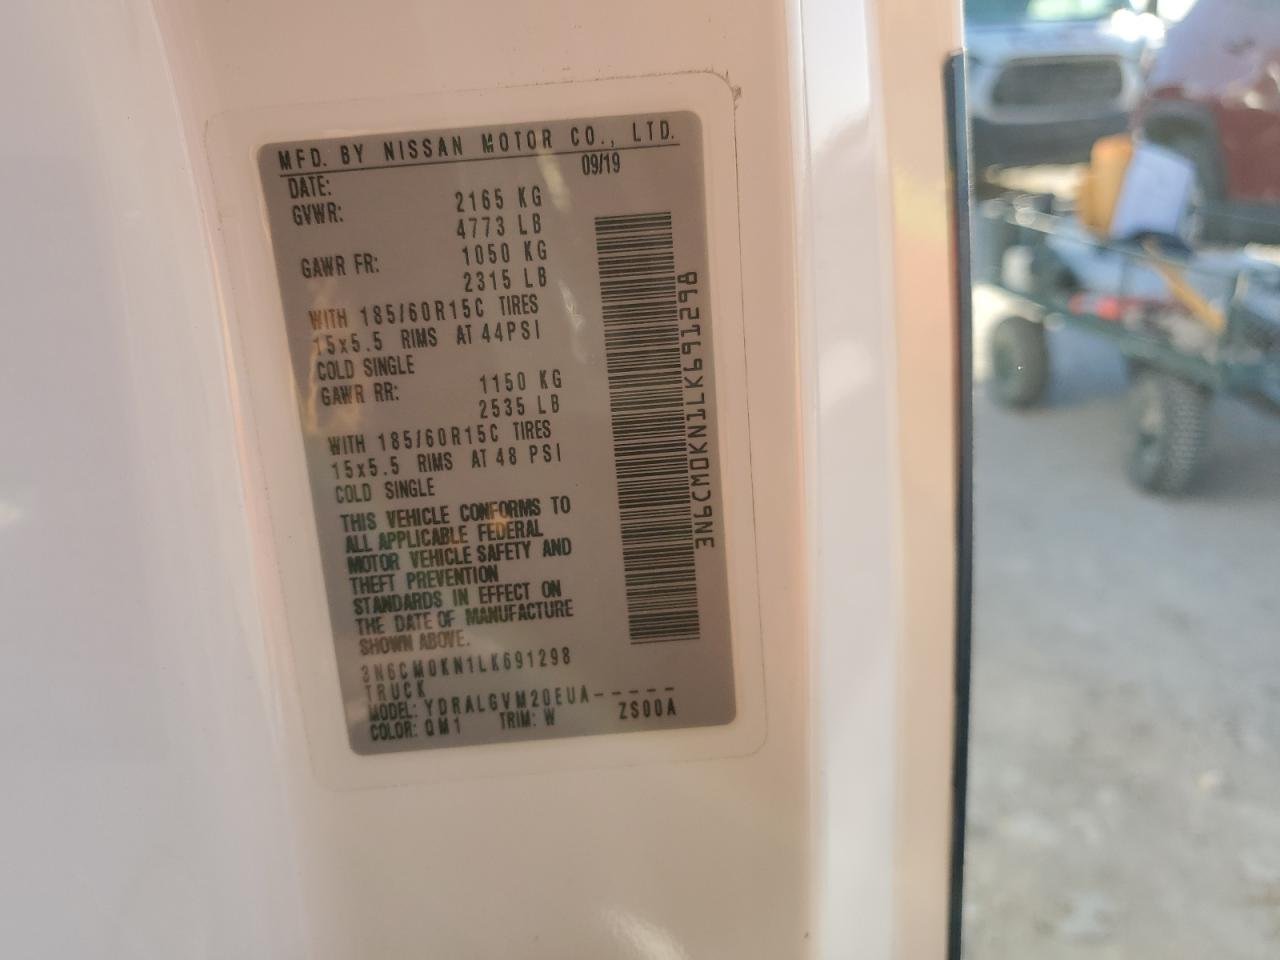 MFD. BY NISSAN MOTOR CO., LTD.
DATE: 09/19
GVWR: 2165 KG
4773 LB
GAWR FR: 1050 KG
2315 LB
WITH 185/60R15C TIRES
15x5.5 RIMS AT 44PSI
COLD SINGLE
GAWR RR: 1150 KG
2535 LB
WITH 185/60R15C TIRES
15x5.5 RIMS AT 48 PSI
COLD SINGLE
THIS VEHICLE CONFORMS TO
ALL APPLICABLE FEDERAL
MOTOR VEHICLE SAFETY AND
THEFT PREVENTION
STANDARDS IN EFFECT ON
THE DATE OF MANUFACTURE
SHOWN ABOVE.
3N6CM0KN1LK691298
TRUCK
MODEL: YDRALGVM20EUA-----
COLOR: QM1 TRIM: W ZS00A
3N6CM0KN1LK691298